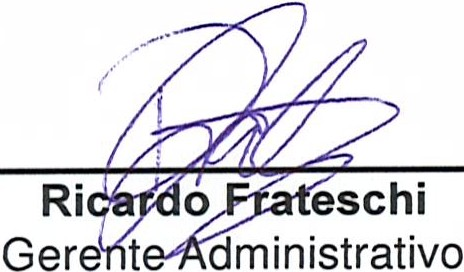 Ricardo Frateschi
Gerente Administrativo